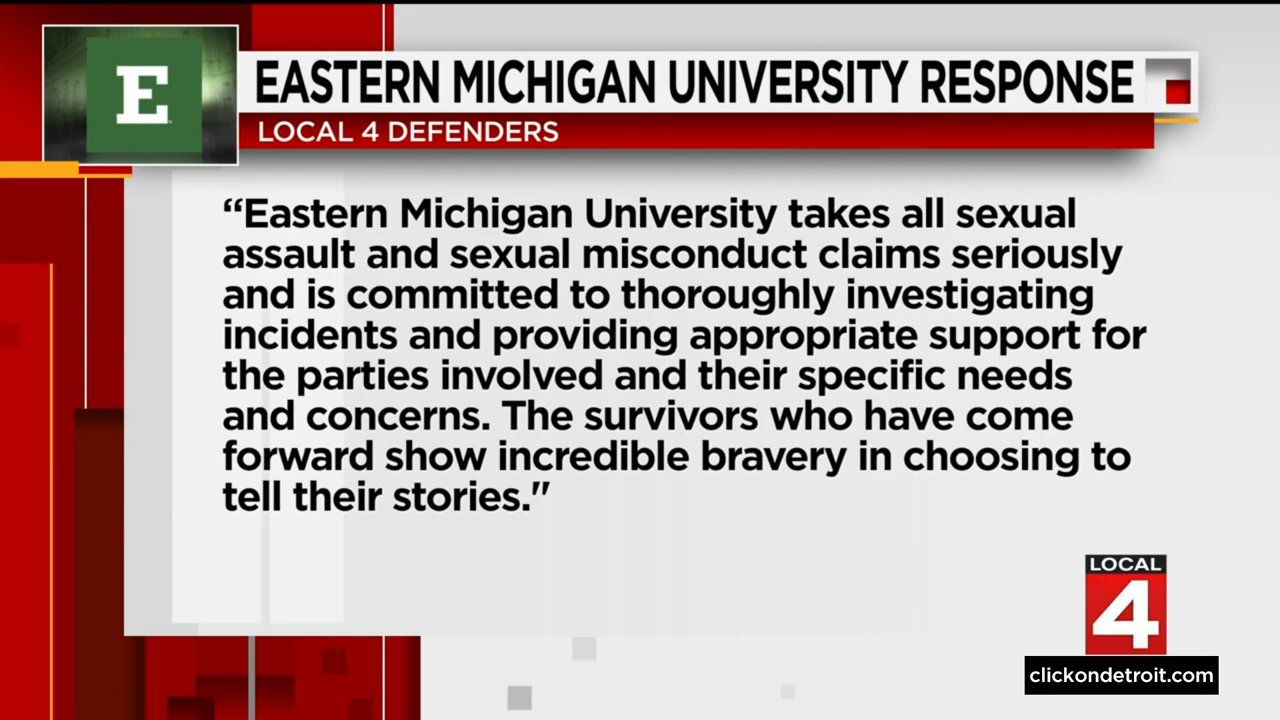 E
EASTERN MICHIGAN UNIVERSITY RESPONSE
LOCAL 4 DEFENDERS
“Eastern Michigan University takes all sexual
assault and sexual misconduct claims seriously
and is committed to thoroughly investigating
incidents and providing appropriate support for
the parties involved and their specific needs
and concerns. The survivors who have come
forward show incredible bravery in choosing to
tell their stories."
LOCAL
4
clickondetroit.com